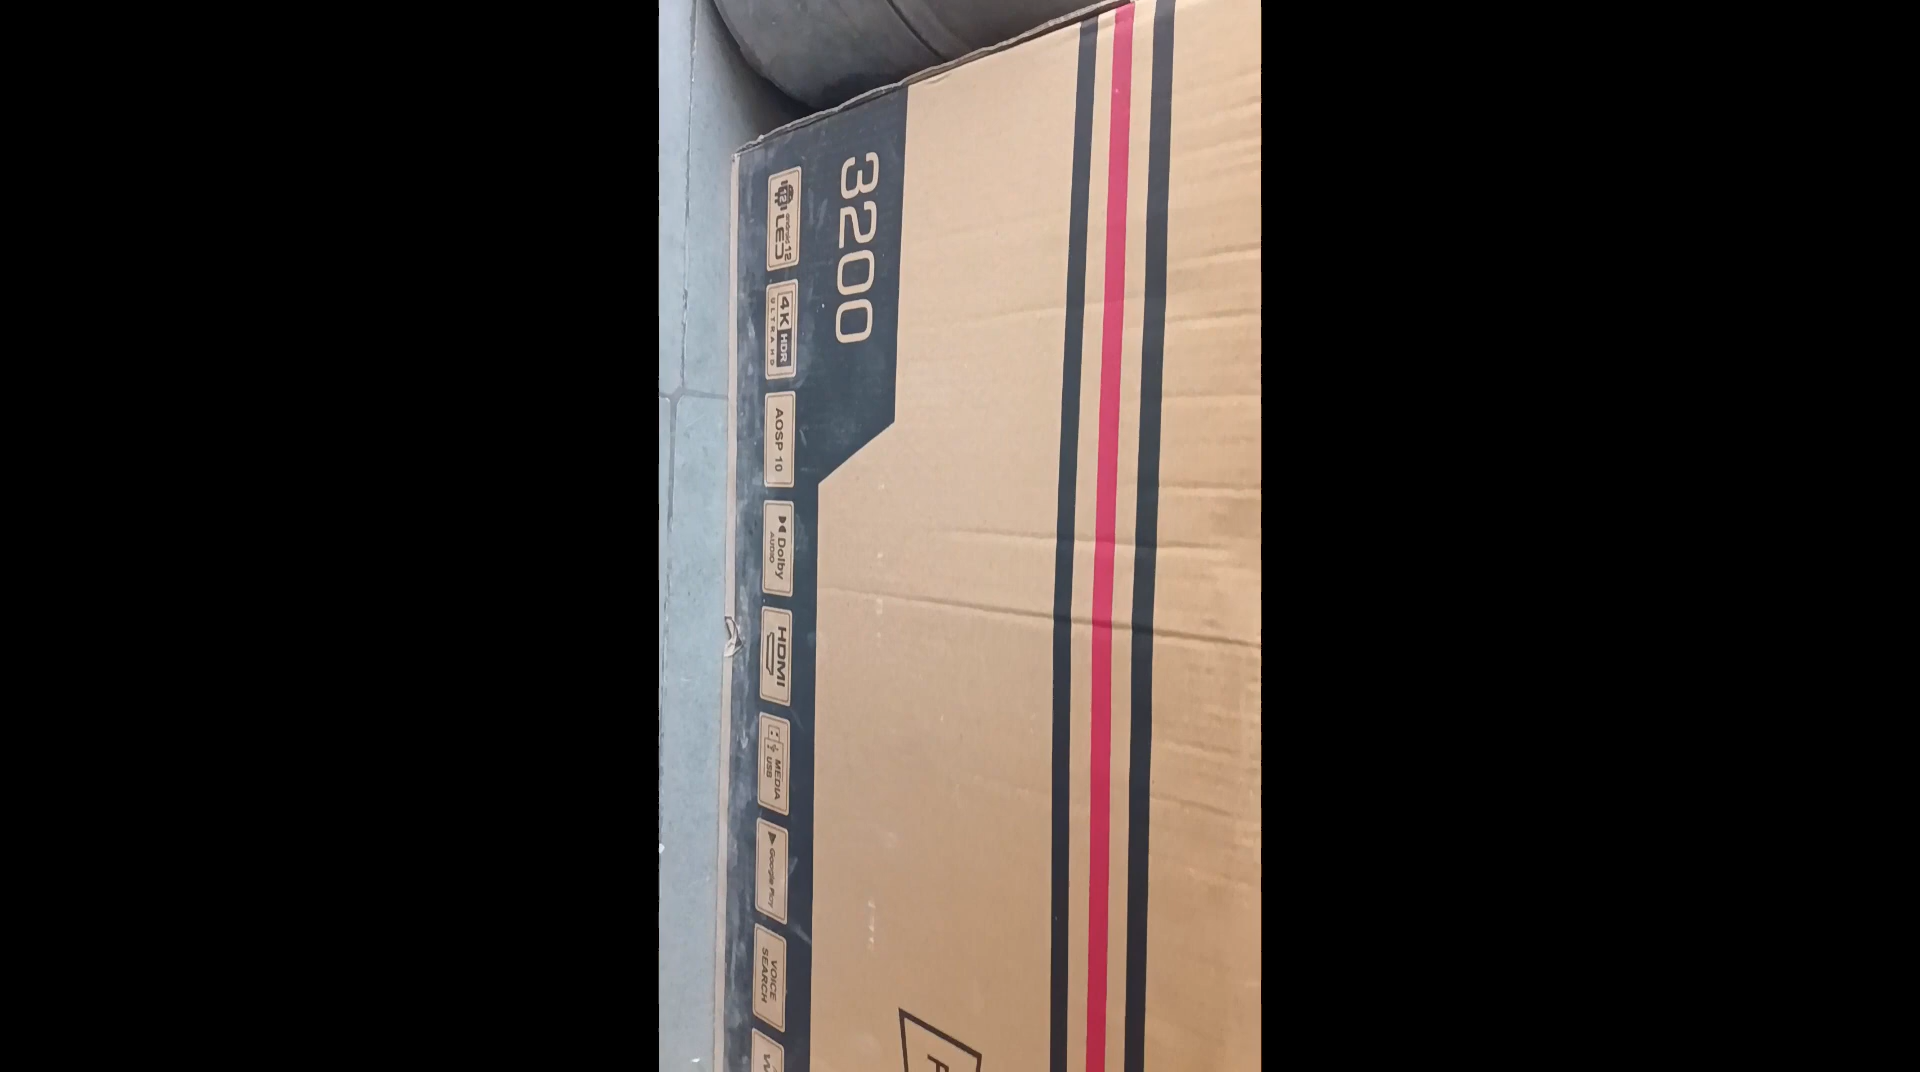 3200
android 12
LED
4K HDR
ULTRA HD
AOSP 10
Dolby
AUDIO
HDMI
MEDIA
USB
Google Play
VOICE
SEARCH